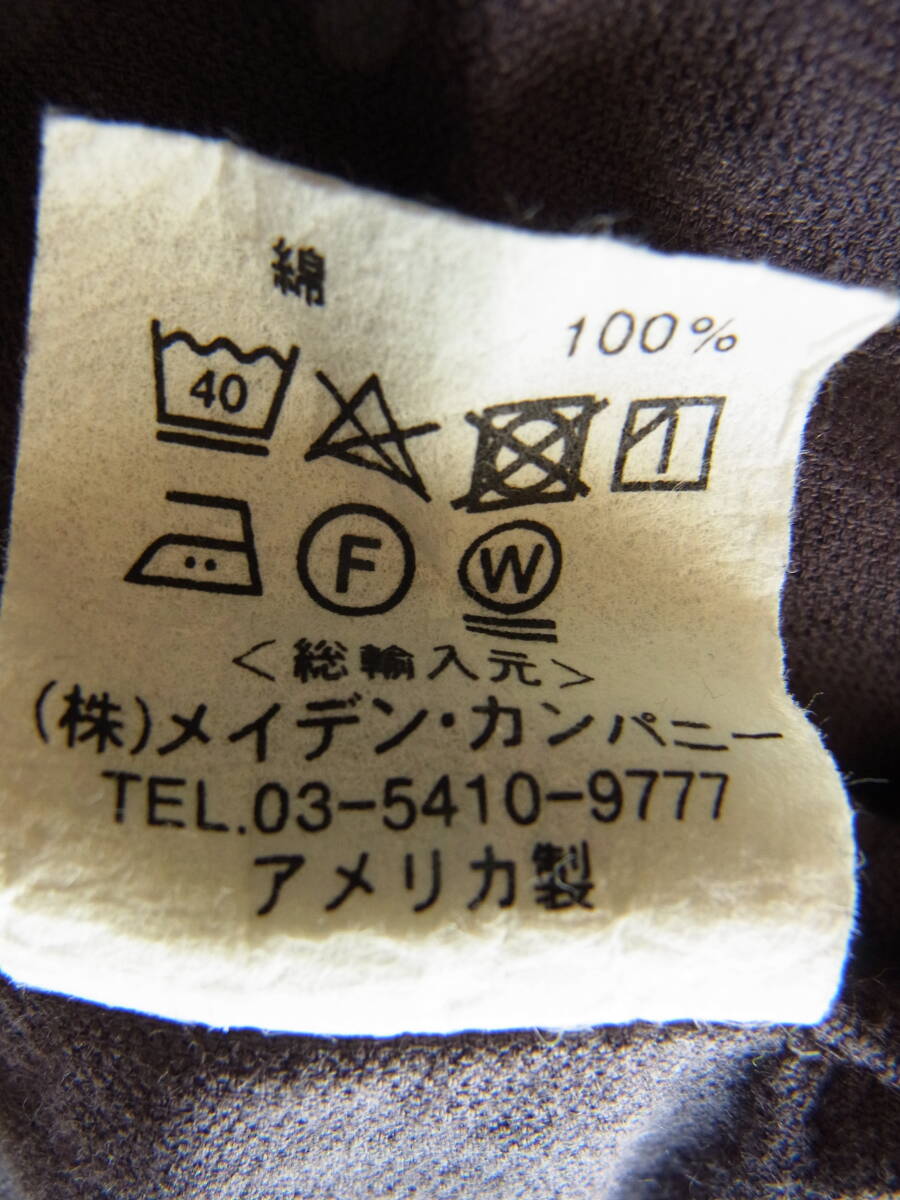 綿 100%
40
F W
<総輸入元>
(株)メイデン・カンパニー
TEL.03-5410-9777
アメリカ製